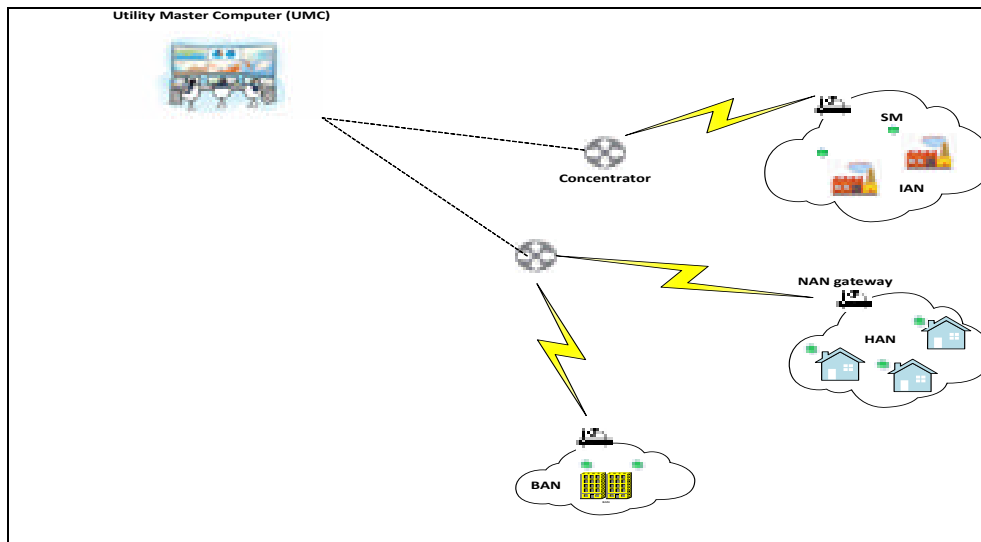 Utility Master Computer (UMC)
SM
Concentrator
IAN
NAN gateway
HAN
BAN